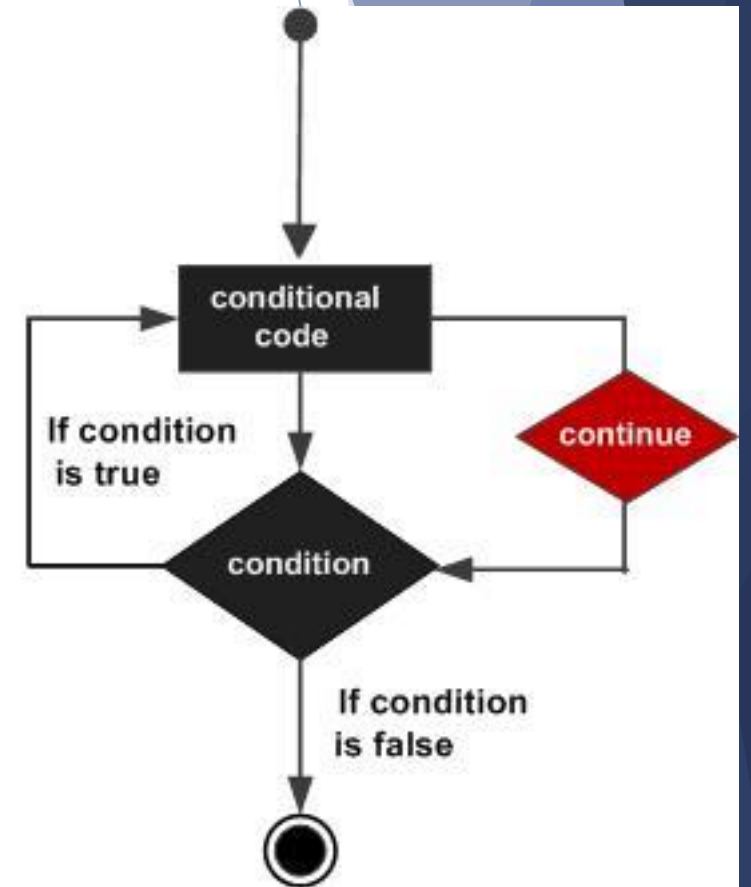 conditional
code
continue
If condition
is true
condition
If condition
is false